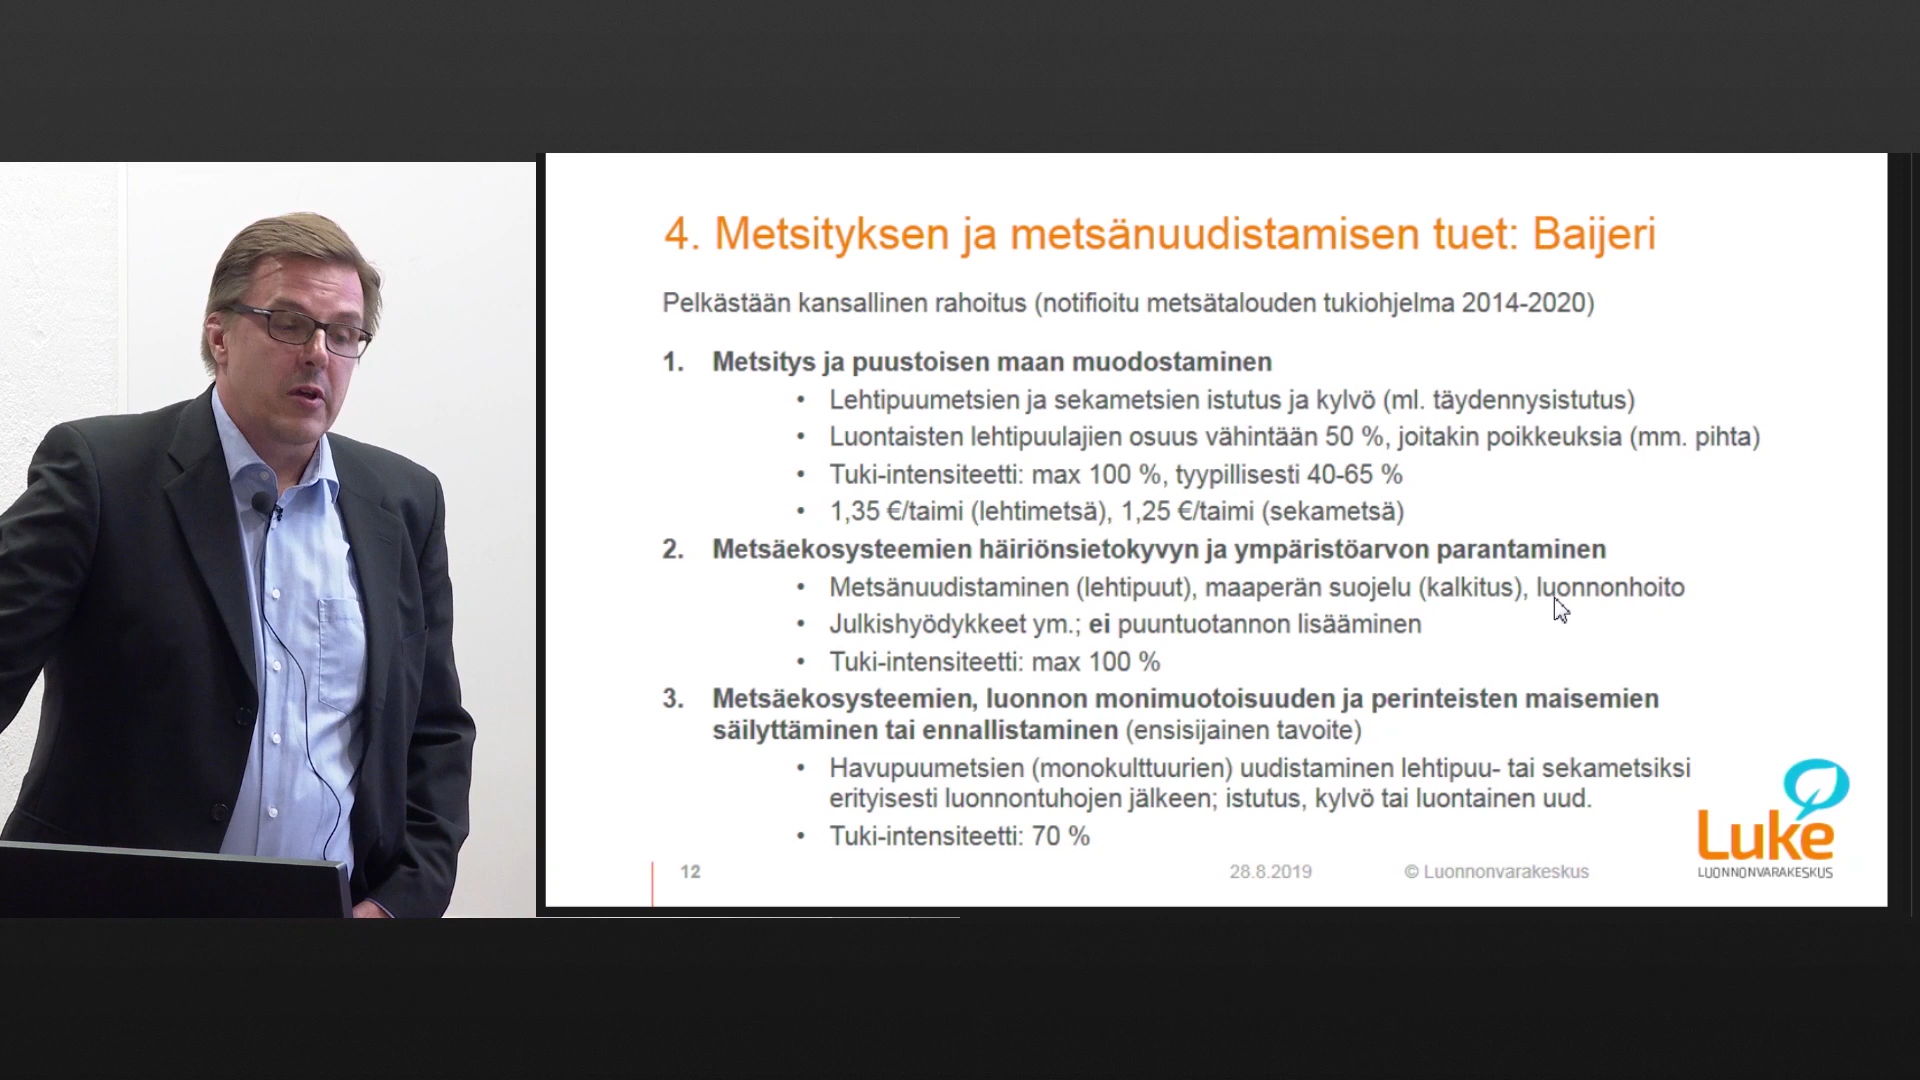 4. Metsityksen ja metsänuudistamisen tuet: Baijeri
Pelkästään kansallinen rahoitus (notifioitu metsätalouden tukiohjelma 2014-2020)
1. Metsitys ja puustoisen maan muodostaminen
• Lehtipuumetsien ja sekametsien istutus ja kylvö (ml. täydennysistutus)
• Luontaisten lehtipuulajien osuus vähintään 50 %, joitakin poikkeuksia (mm. pihta)
• Tuki-intensiteetti: max 100 %, tyypillisesti 40-65 %
• 1,35 €/taimi (lehtimetsä), 1,25 €/taimi (sekametsä)
2. Metsäekosysteemien häiriönsietokyvyn ja ympäristöarvon parantaminen
• Metsänuudistaminen (lehtipuut), maaperän suojelu (kalkitus), luonnonhoito
• Julkishyödykkeet ym.; ei puuntuotannon lisääminen
• Tuki-intensiteetti: max 100 %
3. Metsäekosysteemien, luonnon monimuotoisuuden ja perinteisten maisemien
säilyttäminen tai ennallistaminen (ensisijainen tavoite)
• Havupuumetsien (monokulttuurien) uudistaminen lehtipuu- tai sekametsiksi
erityisesti luonnontuhojen jälkeen; istutus, kylvö tai luontainen uud.
• Tuki-intensiteetti: 70 %
Luke
LUONNONVARAKESKUS
12 28.8.2019 © Luonnonvarakeskus